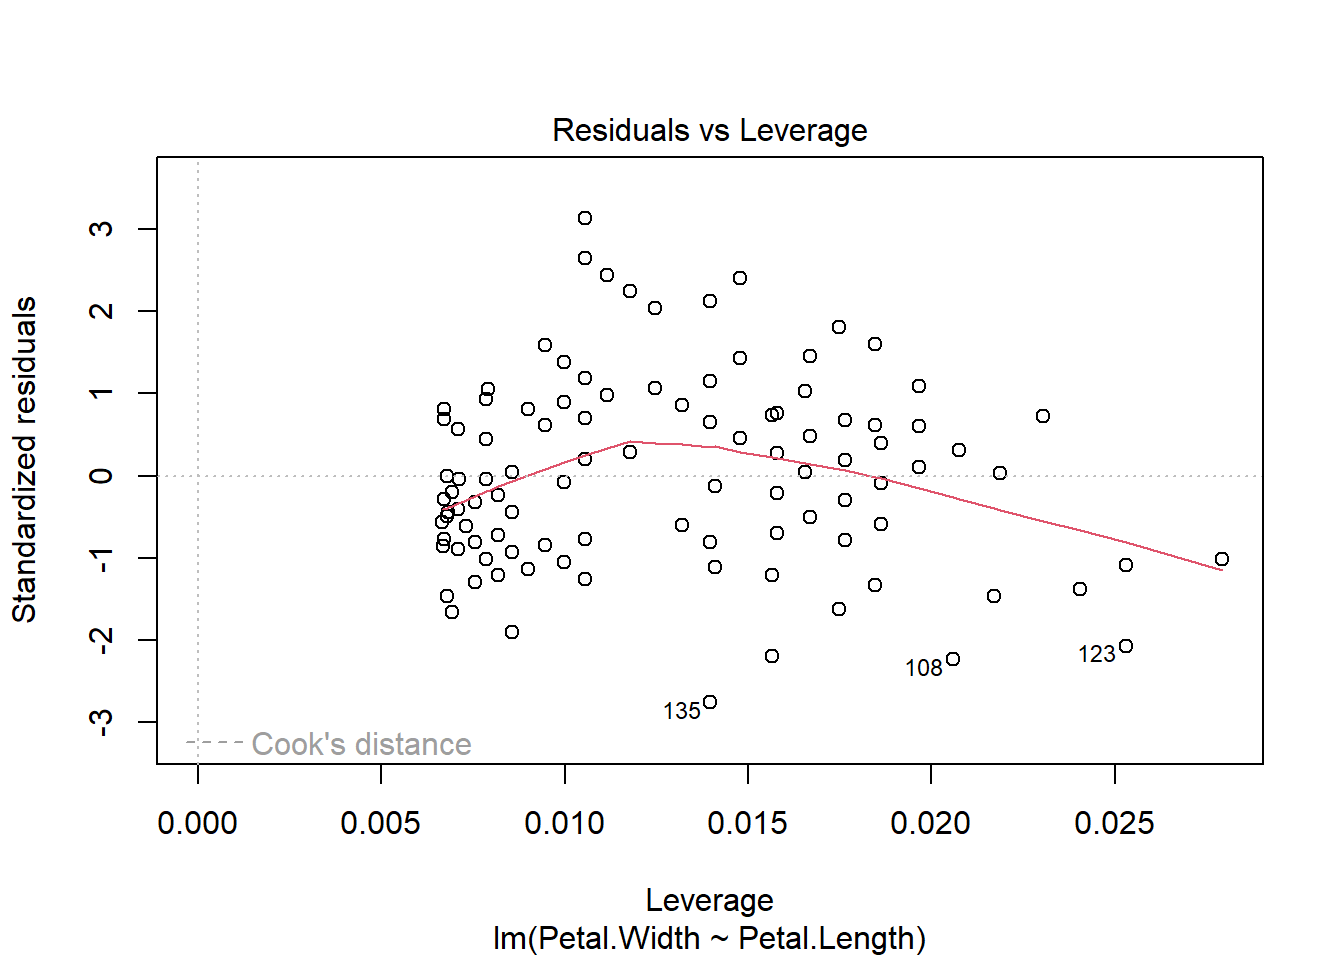 Residuals vs Leverage
Standardized residuals
3
2
1
0
-1
-2
-3
108
123
135
Cook's distance
0.000 0.005 0.010 0.015 0.020 0.025
Leverage
lm(Petal.Width ~ Petal.Length)